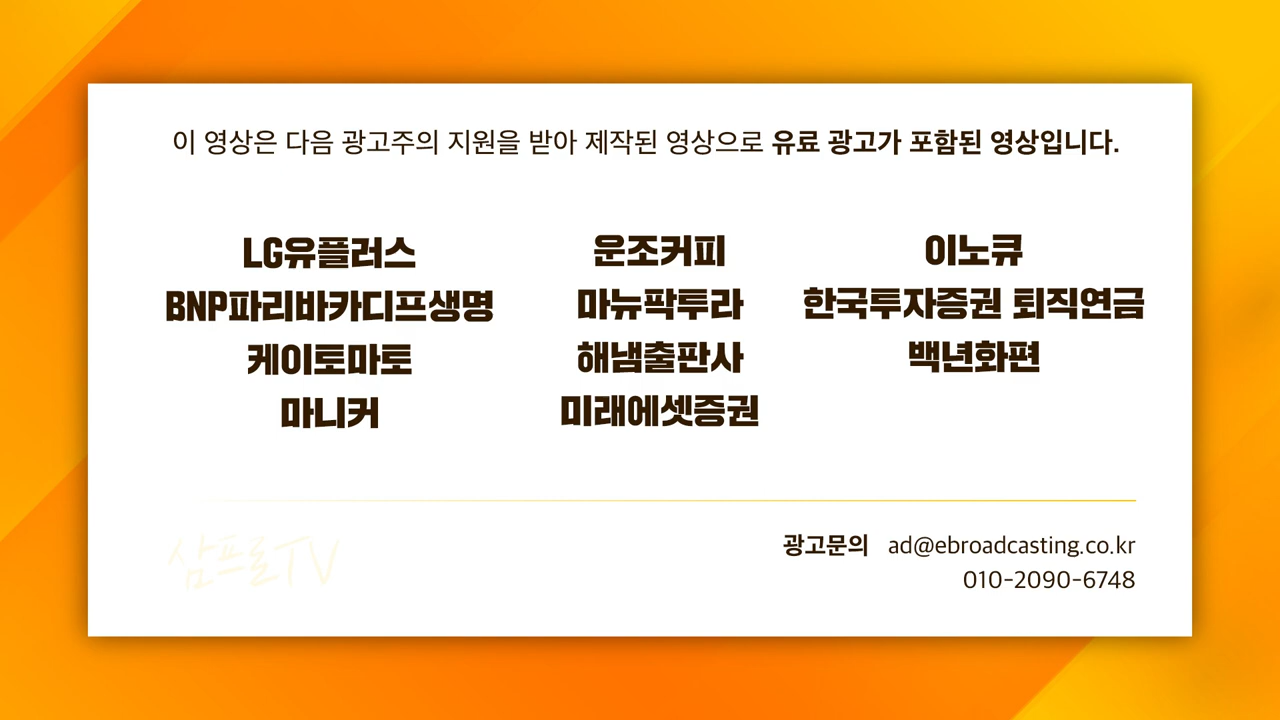 이 영상은 다음 광고주의 지원을 받아 제작된 영상으로 유료 광고가 포함된 영상입니다.
LG유플러스
BNP파리바카디프생명
케이토마토
마니커
운조커피
마뉴팍투라
해냄출판사
미래에셋증권
이노큐
한국투자증권 퇴직연금
백년화편
삼프로TV
광고문의 ad@ebroadcasting.co.kr
010-2090-6748